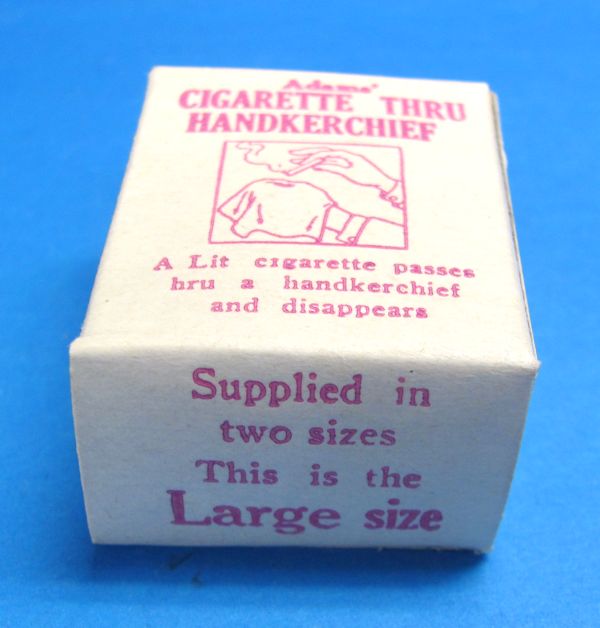 Adams'
CIGARETTE THRU
HANDKERCHIEF
A Lit cigarette passes
hru a handkerchief
and disappears
Supplied in
two sizes
This is the
Large size